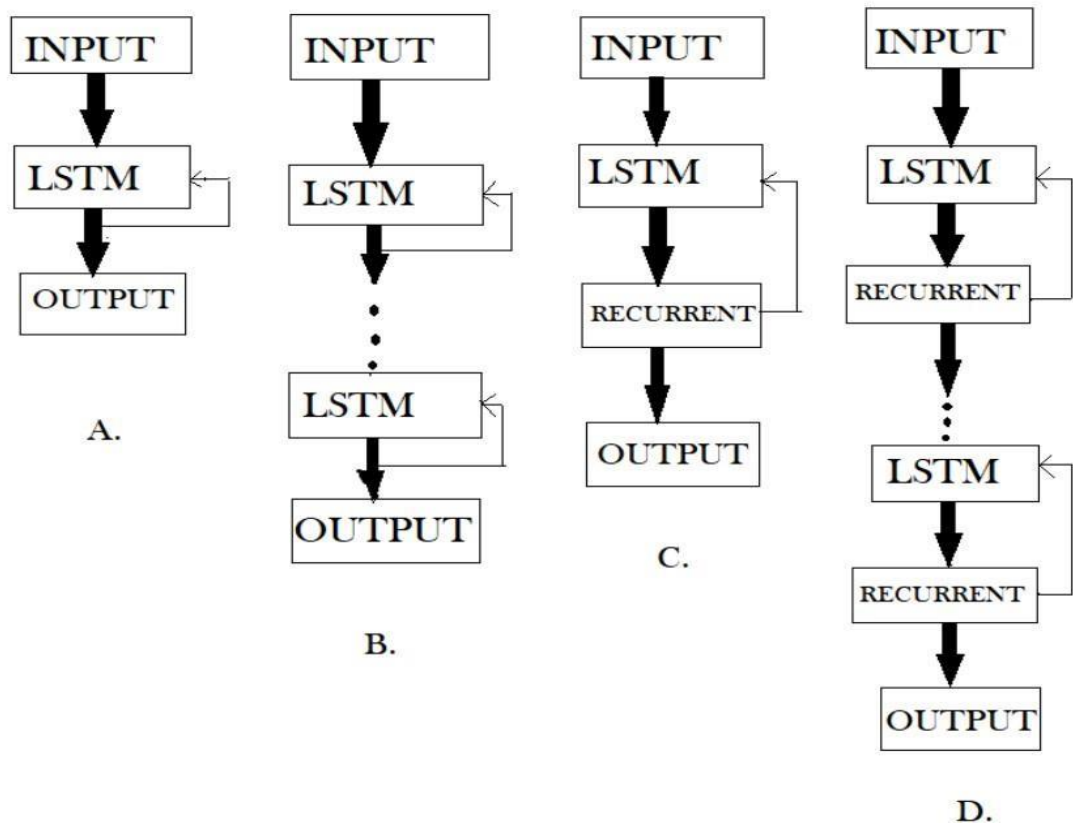 INPUT
LSTM
OUTPUT
A.
INPUT
LSTM
LSTM
OUTPUT
B.
INPUT
LSTM
RECURRENT
OUTPUT
C.
INPUT
LSTM
RECURRENT
LSTM
RECURRENT
OUTPUT
D.